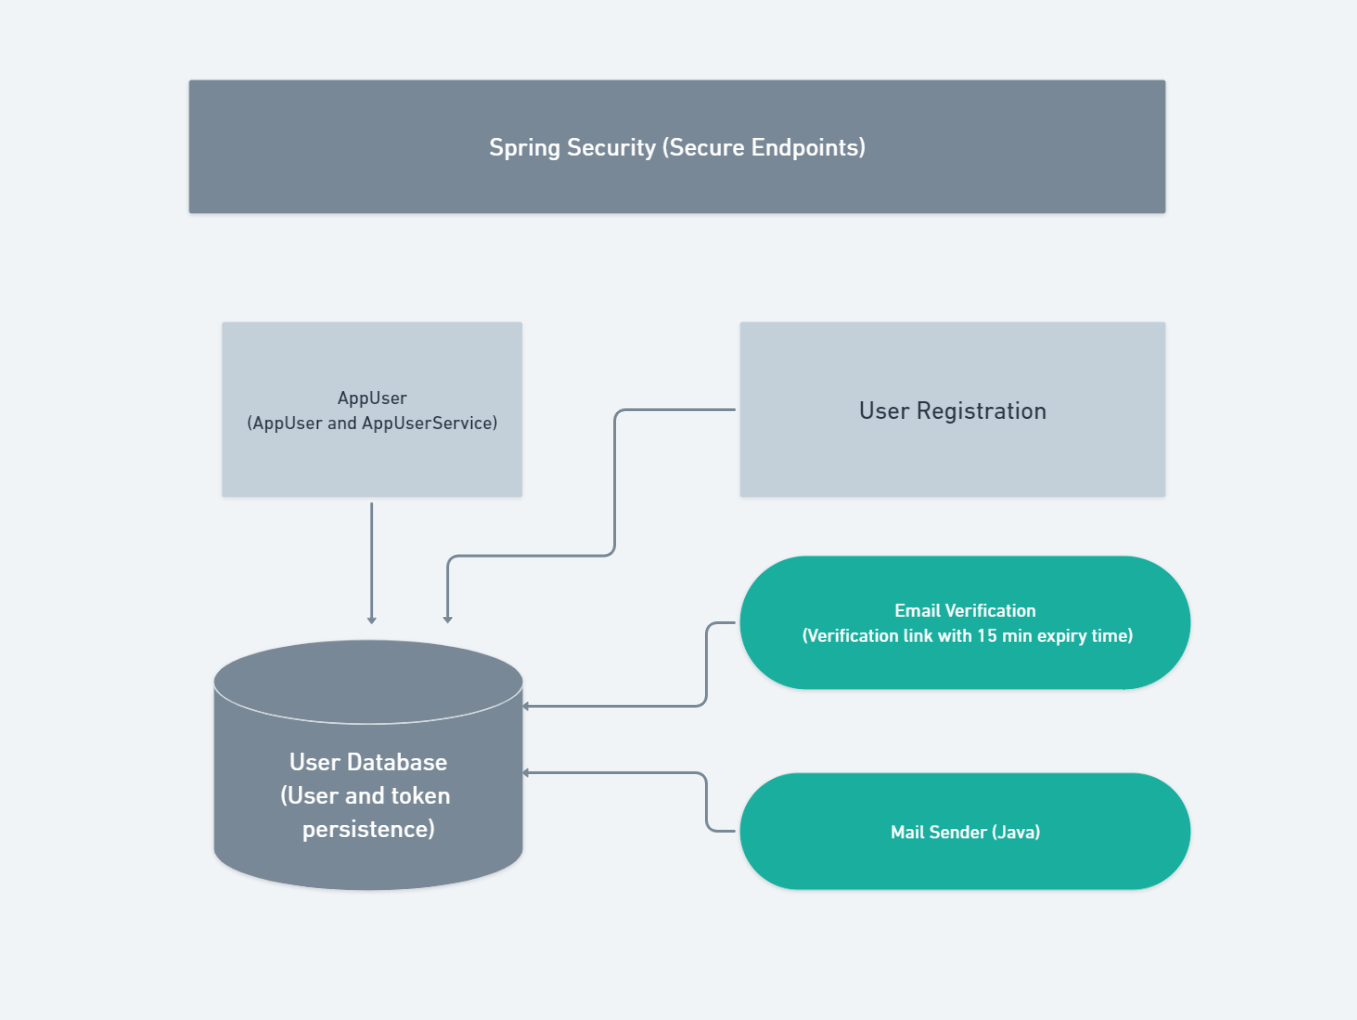 Spring Security (Secure Endpoints)
AppUser
(AppUser and AppUserService)
User Registration
Email Verification
(Verification link with 15 min expiry time)
User Database
(User and token
persistence)
Mail Sender (Java)